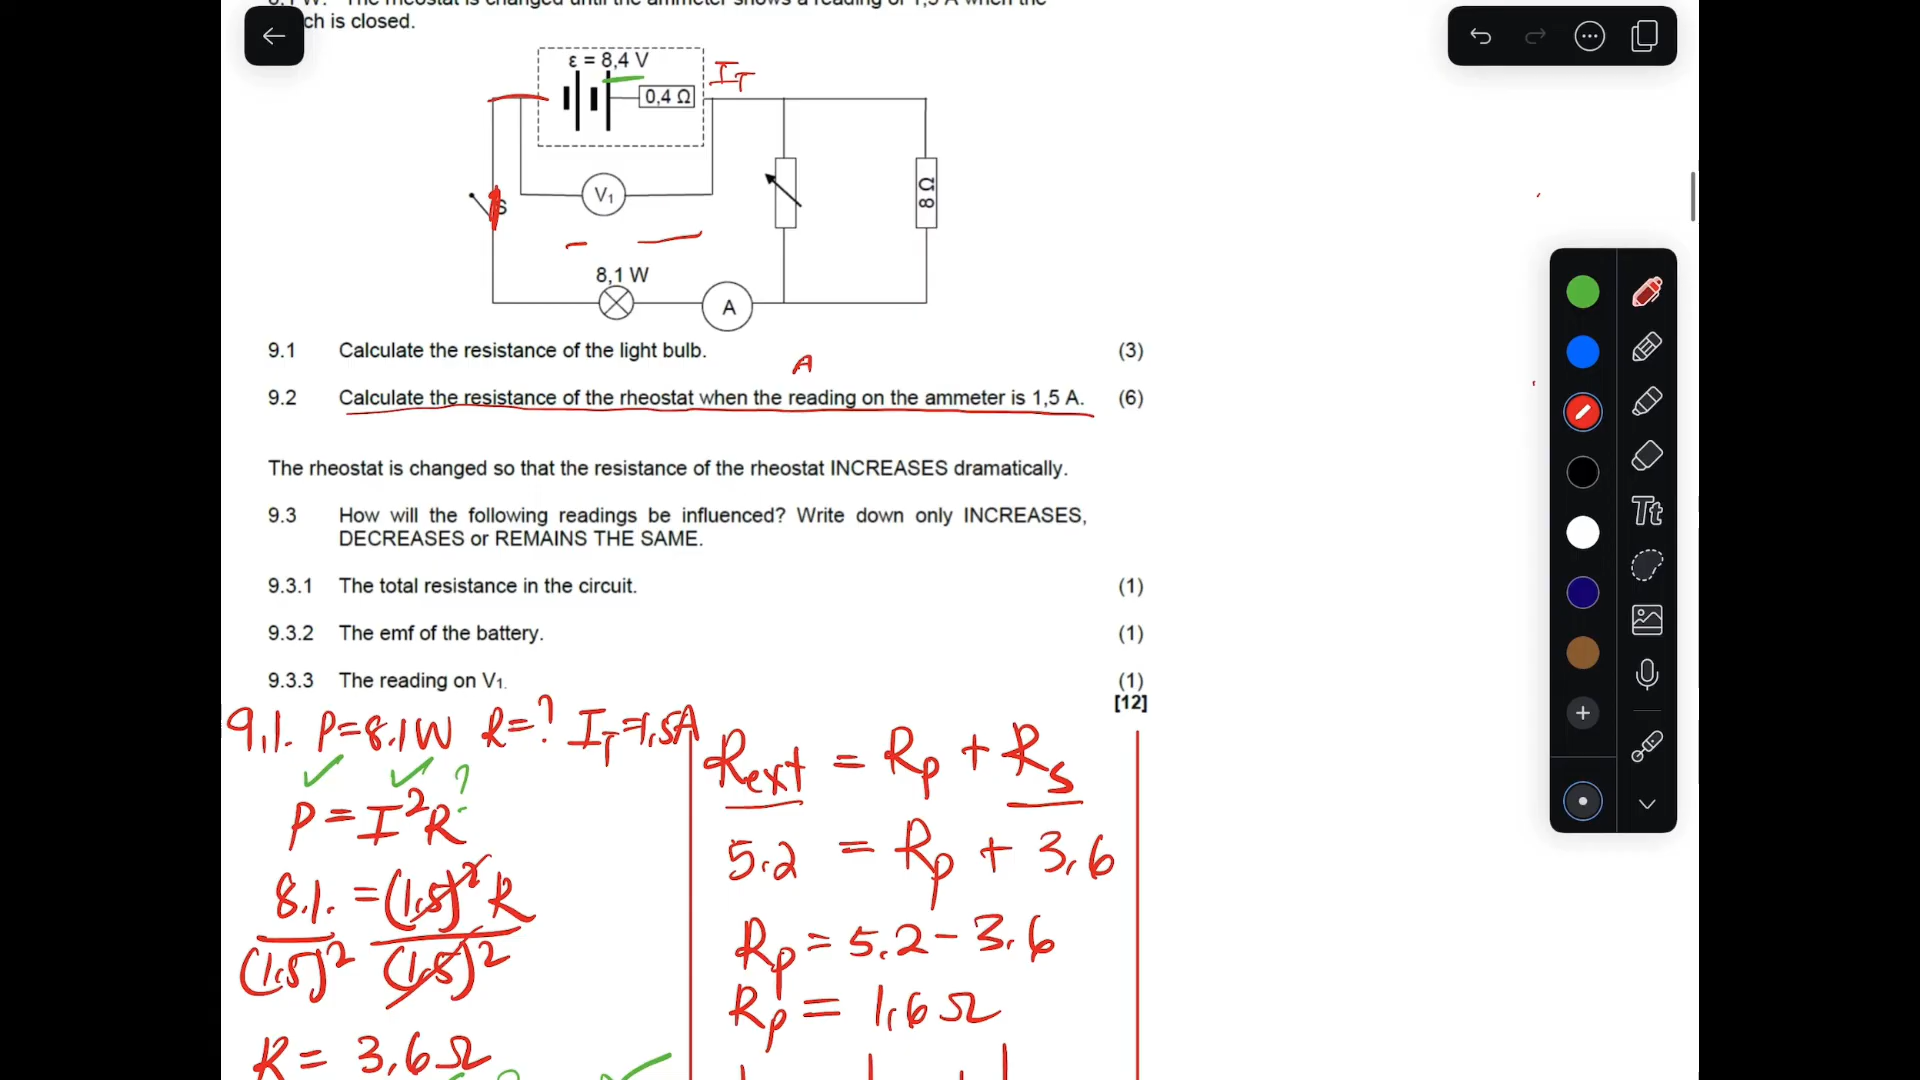 ch is closed.
ε = 8,4 V
I_T
0,4 Ω
V₁
S
8 Ω
8,1 W
A
9.1 Calculate the resistance of the light bulb. (3)
A
9.2 Calculate the resistance of the rheostat when the reading on the ammeter is 1,5 A. (6)
The rheostat is changed so that the resistance of the rheostat INCREASES dramatically.
9.3 How will the following readings be influenced? Write down only INCREASES,
DECREASES or REMAINS THE SAME.
9.3.1 The total resistance in the circuit. (1)
9.3.2 The emf of the battery. (1)
9.3.3 The reading on V₁. (1)
[12]
9.1. P=8.1W R=? I_T=1.5A
P=I²R ?
8.1. =(1.5)²R
(1.5)² (1.5)²
R= 3.6Ω
R_ext = R_p + R_s
5.2 = R_p + 3.6
R_p = 5.2 - 3.6
R_p = 1.6Ω
Tt